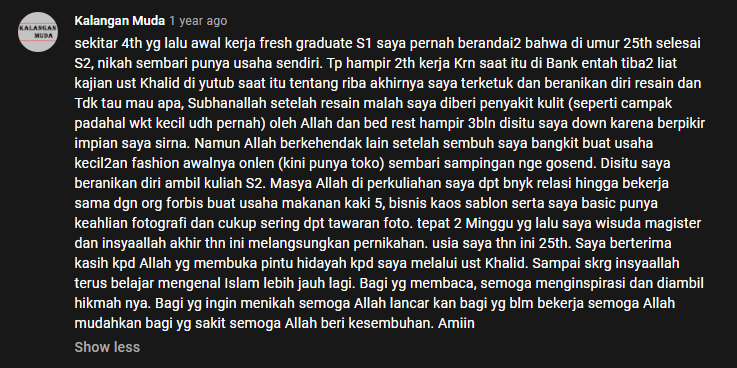 KALANGAN
MUDA
Kalangan Muda 1 year ago
sekitar 4th yg lalu awal kerja fresh graduate S1 saya pernah berandai2 bahwa di umur 25th selesai
S2, nikah sembari punya usaha sendiri. Tp hampir 2th kerja Krn saat itu di Bank entah tiba2 liat
kajian ust Khalid di yutub saat itu tentang riba akhirnya saya terketuk dan beranikan diri resain dan
Tdk tau mau apa, Subhanallah setelah resain malah saya diberi penyakit kulit (seperti campak
padahal wkt kecil udh pernah) oleh Allah dan bed rest hampir 3bln disitu saya down karena berpikir
impian saya sirna. Namun Allah berkehendak lain setelah sembuh saya bangkit buat usaha
kecil2an fashion awalnya onlen (kini punya toko) sembari sampingan nge gosend. Disitu saya
beranikan diri ambil kuliah S2. Masya Allah di perkuliahan saya dpt bnyk relasi hingga bekerja
sama dgn org forbis buat usaha makanan kaki 5, bisnis kaos sablon serta saya basic punya
keahlian fotografi dan cukup sering dpt tawaran foto. tepat 2 Minggu yg lalu saya wisuda magister
dan insyaallah akhir thn ini melangsungkan pernikahan. usia saya thn ini 25th. Saya berterima
kasih kpd Allah yg membuka pintu hidayah kpd saya melalui ust Khalid. Sampai skrg insyaallah
terus belajar mengenal Islam lebih jauh lagi. Bagi yg membaca, semoga menginspirasi dan diambil
hikmah nya. Bagi yg ingin menikah semoga Allah lancar kan bagi yg blm bekerja semoga Allah
mudahkan bagi yg sakit semoga Allah beri kesembuhan. Amiin
Show less